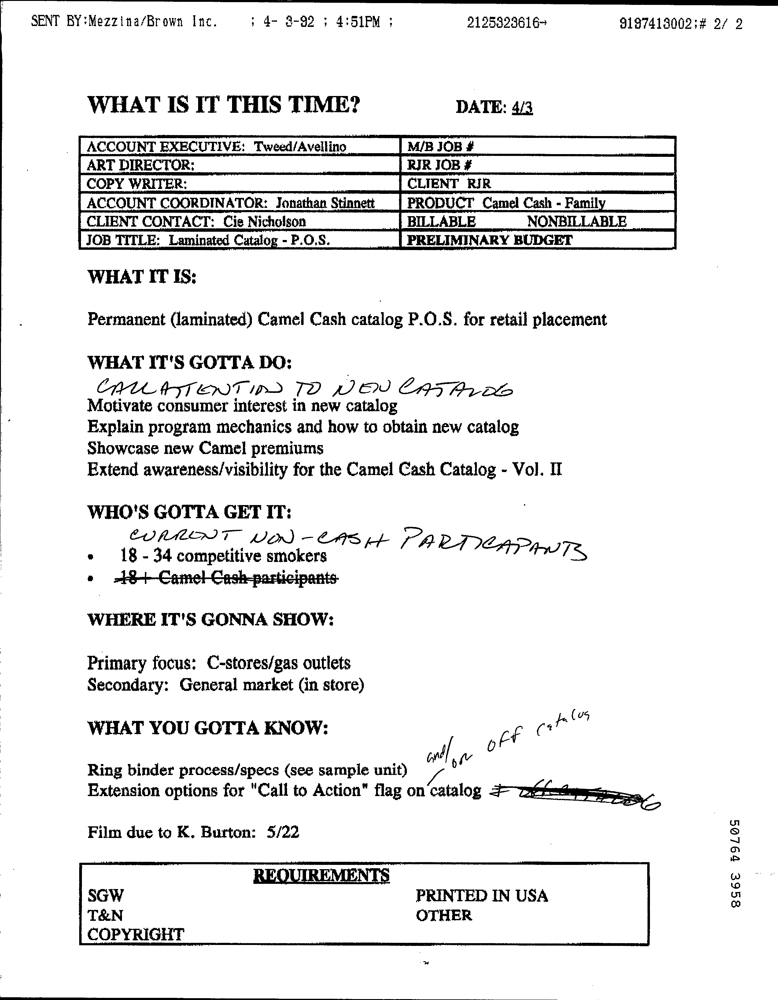 SENT BY:Mezzina/Brown Inc. ; 4- 3-92 ; 4:51PM ; 2125323616→ 9197413002;# 2/ 2
WHAT IS IT THIS TIME? DATE: 4/3
ACCOUNT EXECUTIVE: Tweed/Avellino M/B JOB #
ART DIRECTOR: RJR JOB #
COPY WRITER: CLIENT RJR
ACCOUNT COORDINATOR: Jonathan Stinnett PRODUCT Camel Cash - Family
CLIENT CONTACT: Cie Nicholson BILLABLE NONBILLABLE
JOB TITLE: Laminated Catalog - P.O.S. PRELIMINARY BUDGET
WHAT IT IS:
Permanent (laminated) Camel Cash catalog P.O.S. for retail placement
WHAT IT'S GOTTA DO:
CALL ATTENTION TO NEW CATALOG
Motivate consumer interest in new catalog
Explain program mechanics and how to obtain new catalog
Showcase new Camel premiums
Extend awareness/visibility for the Camel Cash Catalog - Vol. II
WHO'S GOTTA GET IT:
CURRENT NON-CASH PARTICAPANTS
• 18 - 34 competitive smokers
• 18+ Camel Cash participants
WHERE IT'S GONNA SHOW:
Primary focus: C-stores/gas outlets
Secondary: General market (in store)
WHAT YOU GOTTA KNOW:
and/or off catalog
Ring binder process/specs (see sample unit)
Extension options for "Call to Action" flag on catalog
Film due to K. Burton: 5/22
REQUIREMENTS
SGW PRINTED IN USA
T&N OTHER
COPYRIGHT
50764 3958